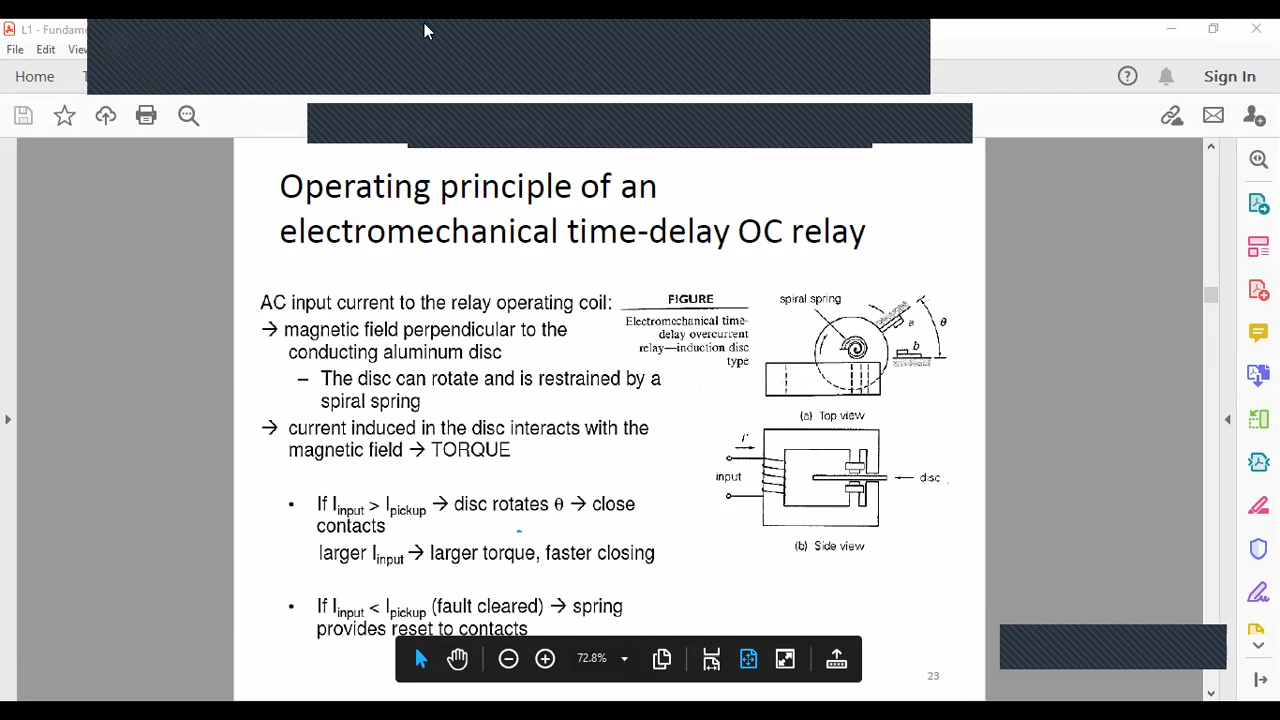 L1 - Fundame
File Edit View
Home
Sign In
Operating principle of an
electromechanical time-delay OC relay
AC input current to the relay operating coil:
→ magnetic field perpendicular to the
conducting aluminum disc
– The disc can rotate and is restrained by a
spiral spring
→ current induced in the disc interacts with the
magnetic field → TORQUE
• If Iinput > Ipickup → disc rotates θ → close
contacts
larger Iinput → larger torque, faster closing
• If Iinput < Ipickup (fault cleared) → spring
provides reset to contacts
FIGURE
Electromechanical time-
delay overcurrent
relay—induction disc
type
spiral spring
a
θ
b
(a) Top view
I'
input
disc
(b) Side view
72.8%
23